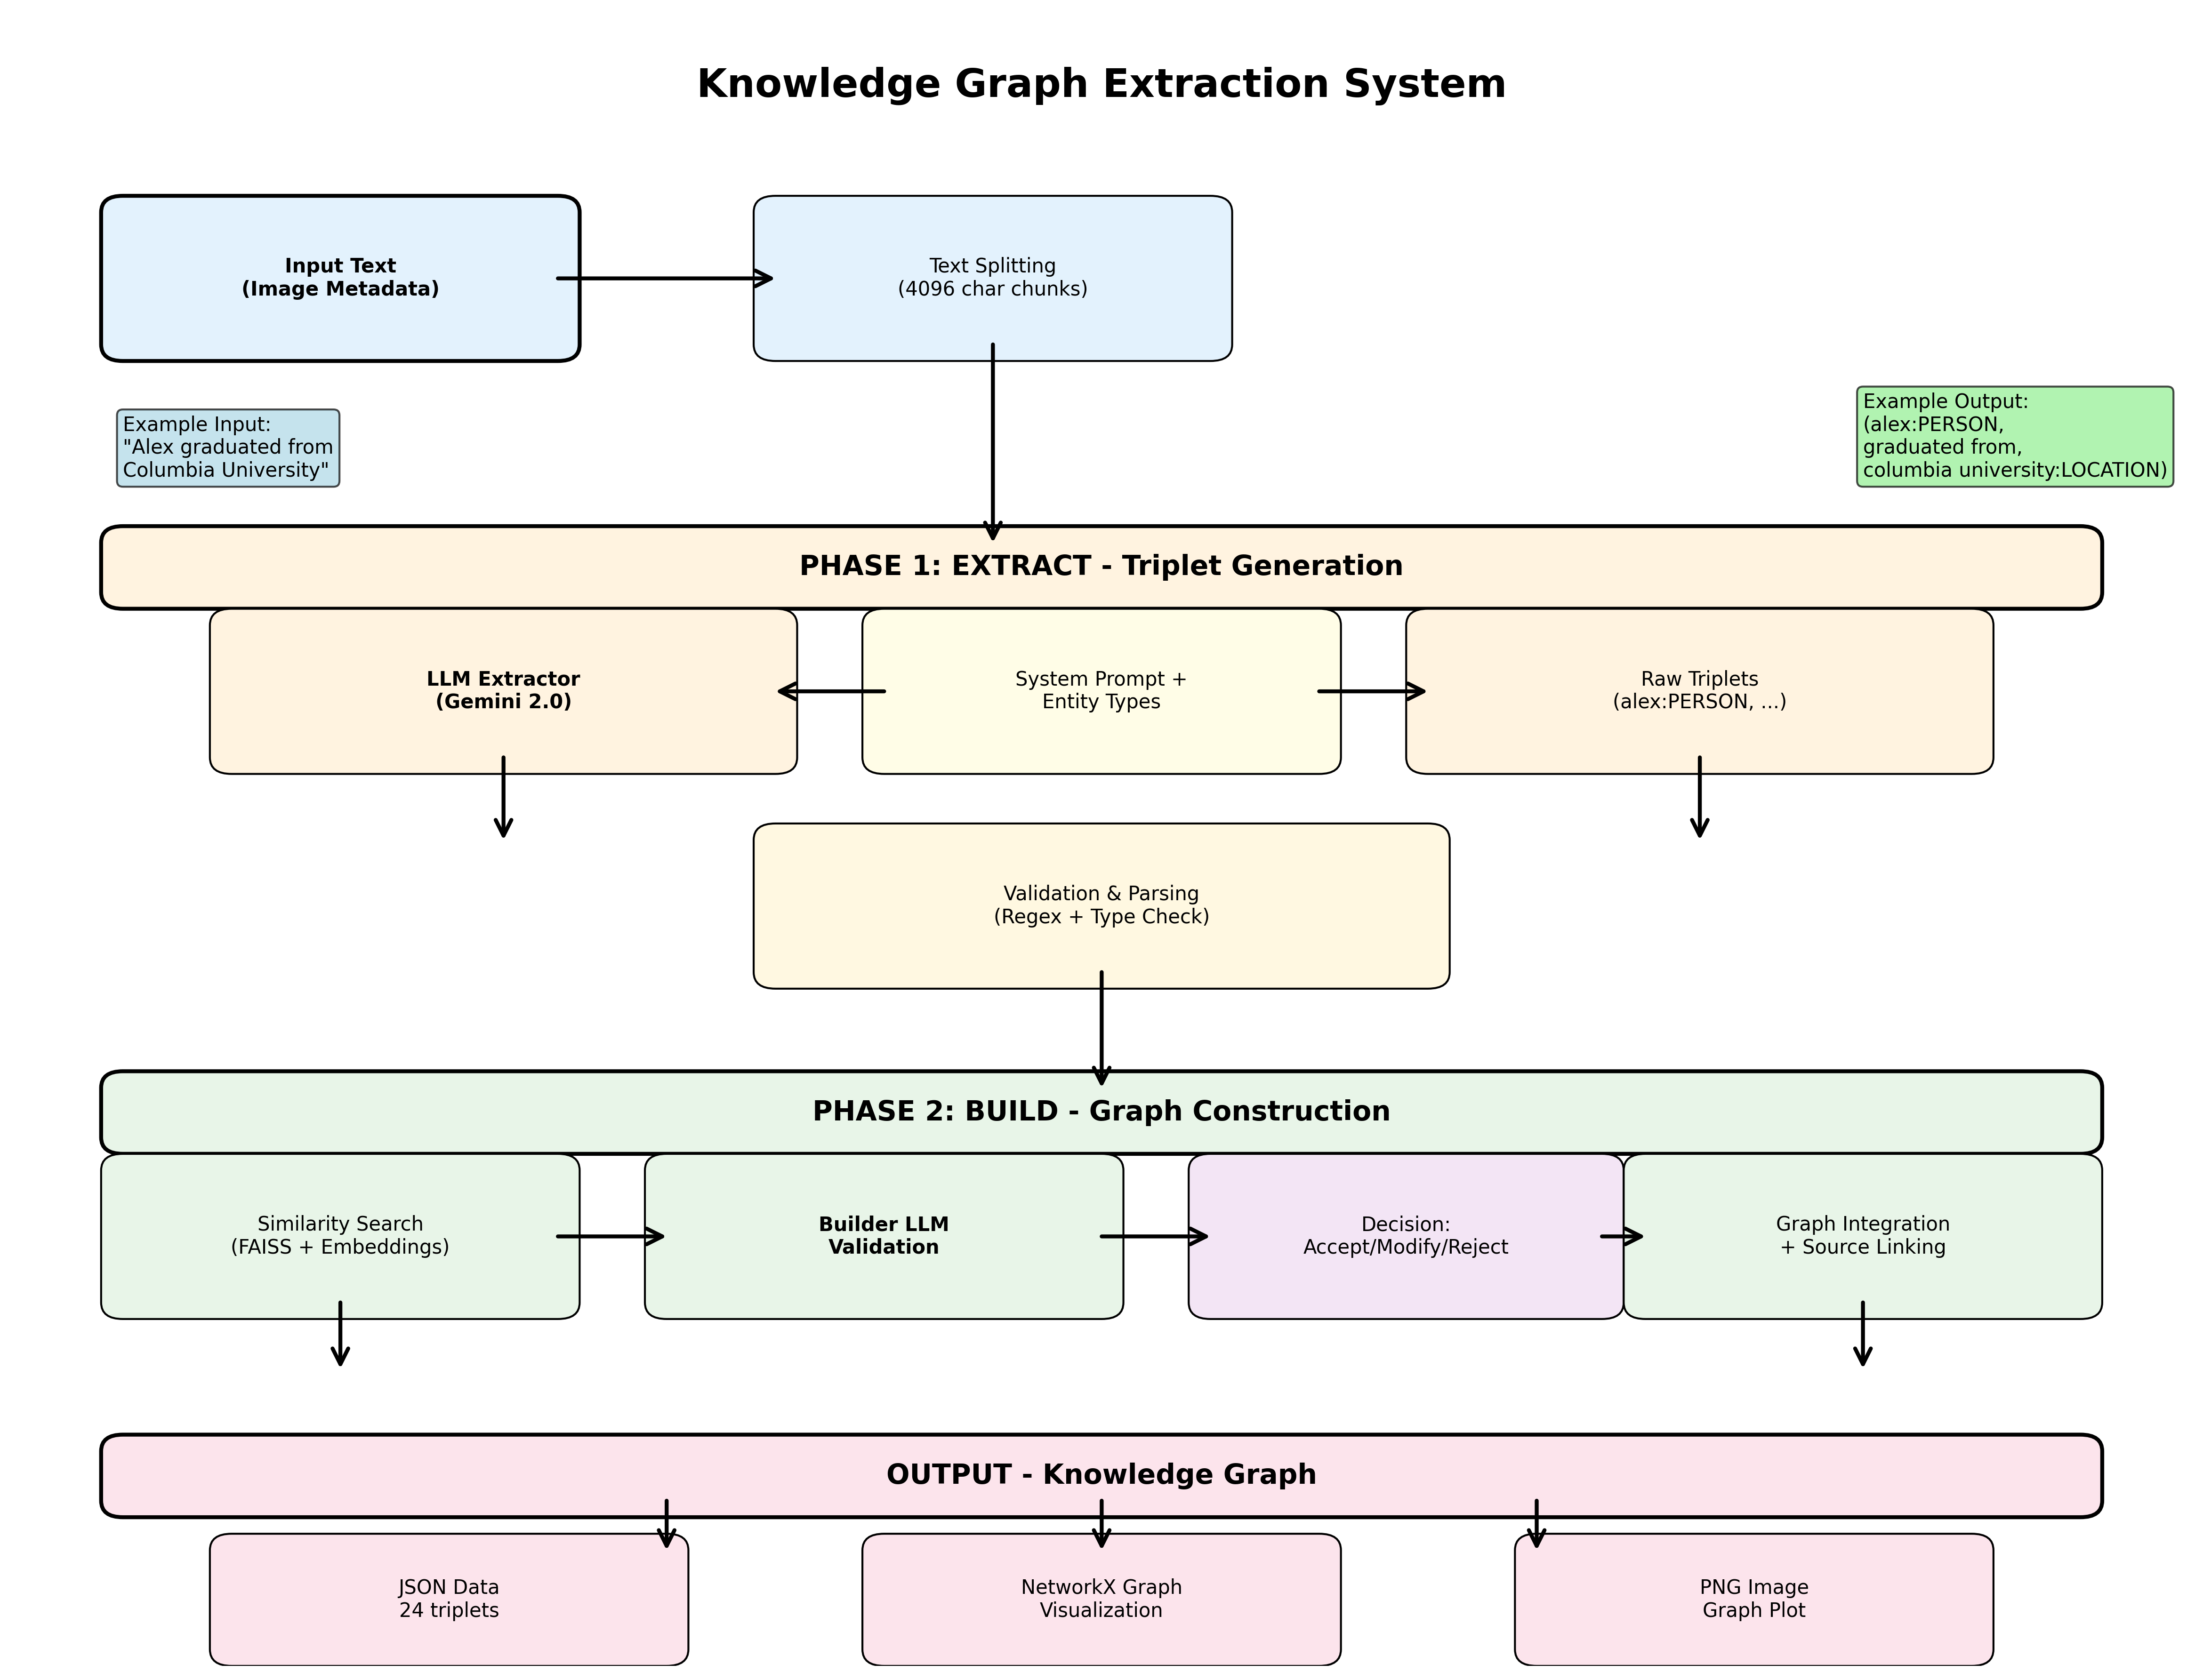 Knowledge Graph Extraction System
Input Text
(Image Metadata)
Text Splitting
(4096 char chunks)
Example Input:
"Alex graduated from
Columbia University"
Example Output:
(alex:PERSON,
graduated from,
columbia university:LOCATION)
PHASE 1: EXTRACT - Triplet Generation
LLM Extractor
(Gemini 2.0)
System Prompt +
Entity Types
Raw Triplets
(alex:PERSON, ...)
Validation & Parsing
(Regex + Type Check)
PHASE 2: BUILD - Graph Construction
Similarity Search
(FAISS + Embeddings)
Builder LLM
Validation
Decision:
Accept/Modify/Reject
Graph Integration
+ Source Linking
OUTPUT - Knowledge Graph
JSON Data
24 triplets
NetworkX Graph
Visualization
PNG Image
Graph Plot